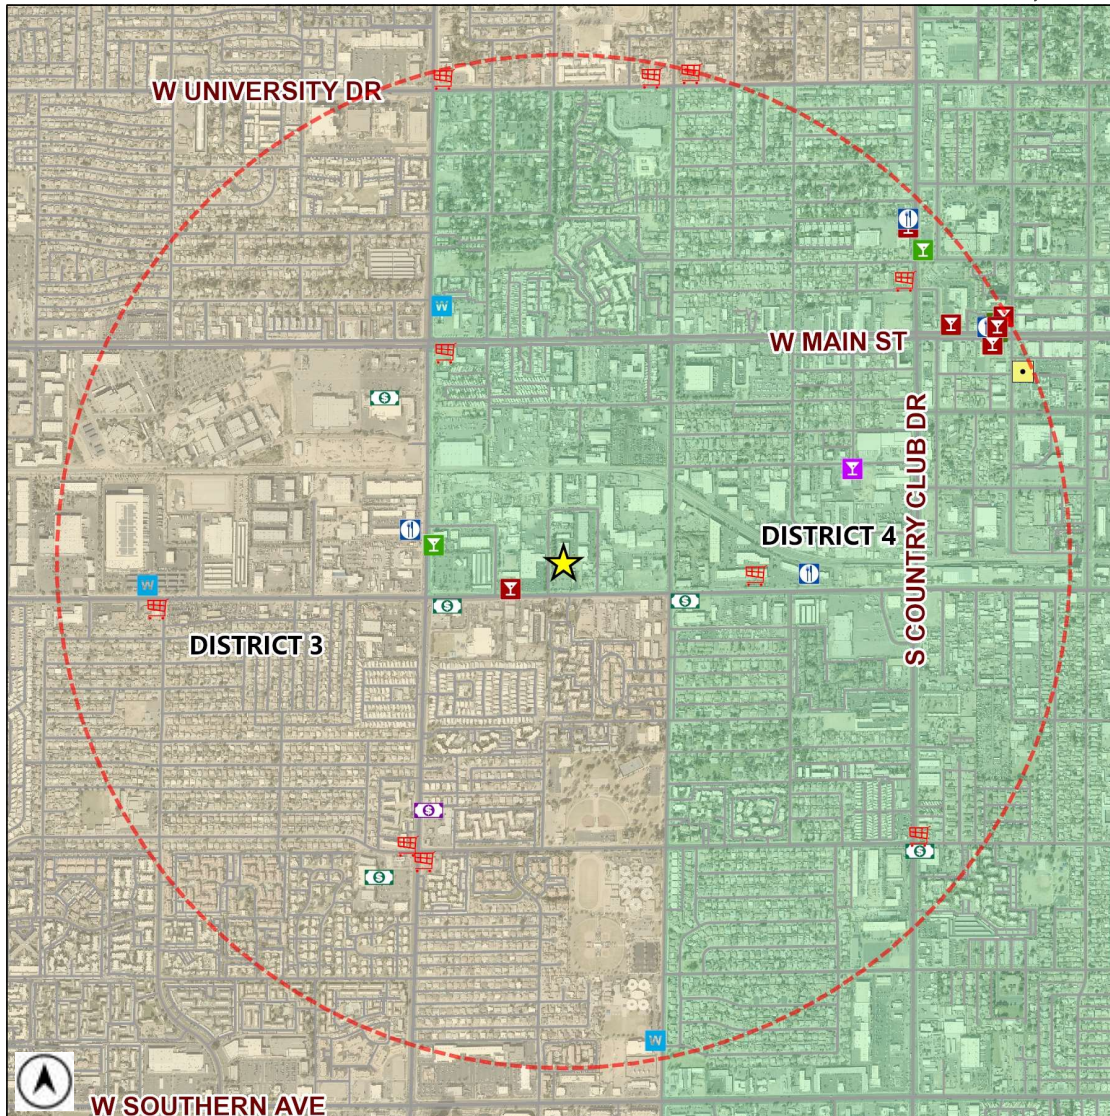 W UNIVERSITY DR
W
W MAIN ST
$
S COUNTRY CLUB DR
DISTRICT 4
W
$
$
DISTRICT 3
$
$
$
W
W SOUTHERN AVE